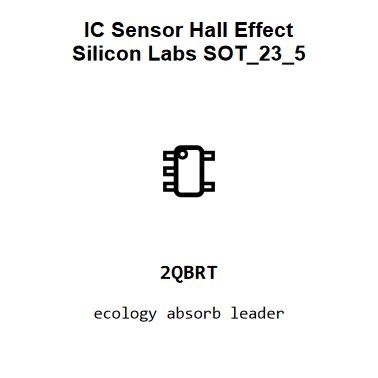 IC Sensor Hall Effect
Silicon Labs SOT_23_5
2QBRT
ecology absorb leader